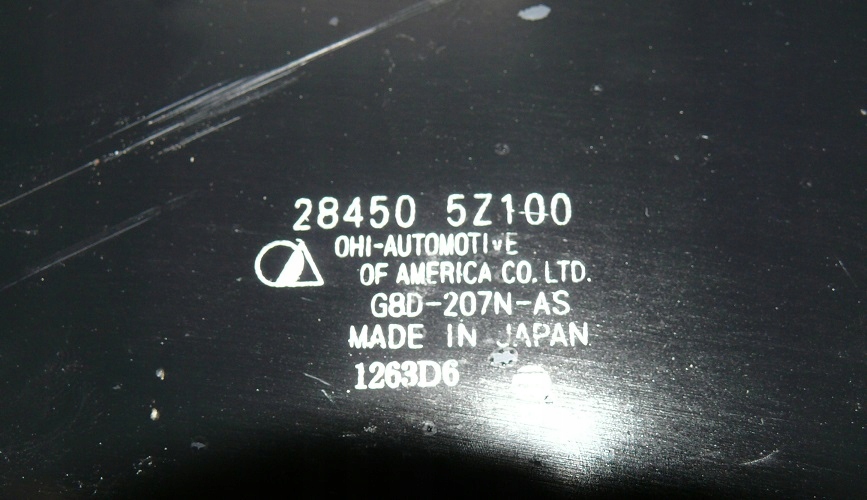 28450 5Z100
OHI-AUTOMOTIVE
OF AMERICA CO. LTD.
G8D-207N-AS
MADE IN JAPAN
1263D6